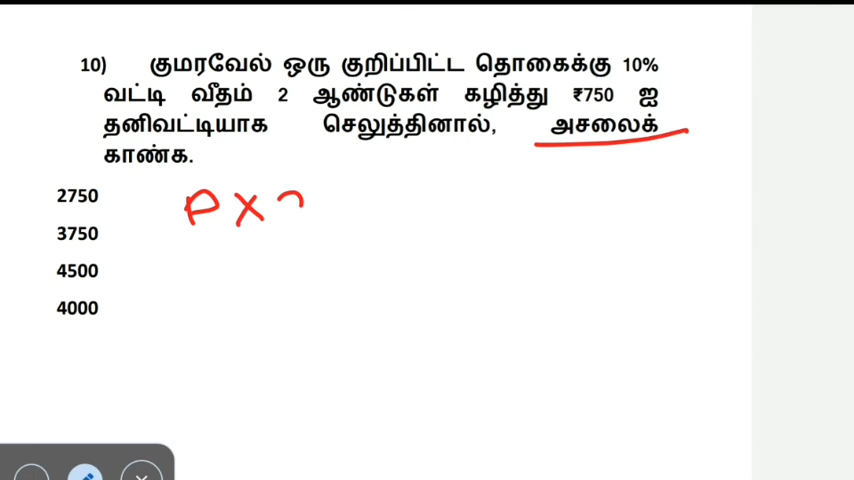 10) குமரவேல் ஒரு குறிப்பிட்ட தொகைக்கு 10%
வட்டி வீதம் 2 ஆண்டுகள் கழித்து ₹750 ஐ
தனிவட்டியாக செலுத்தினால், அசலைக்
காண்க.
2750
P X
3750
4500
4000